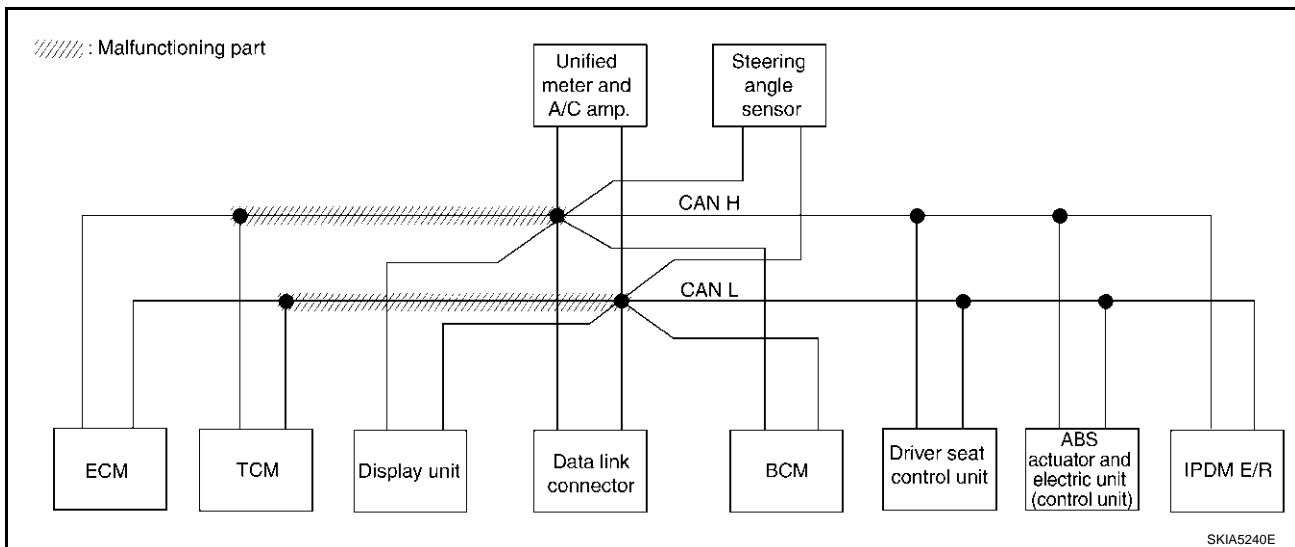 : Malfunctioning part
Unified
meter and
A/C amp.
Steering
angle
sensor
CAN H
CAN L
ECM
TCM
Display unit
Data link
connector
BCM
Driver seat
control unit
ABS
actuator and
electric unit
(control unit)
IPDM E/R
SKIA5240E